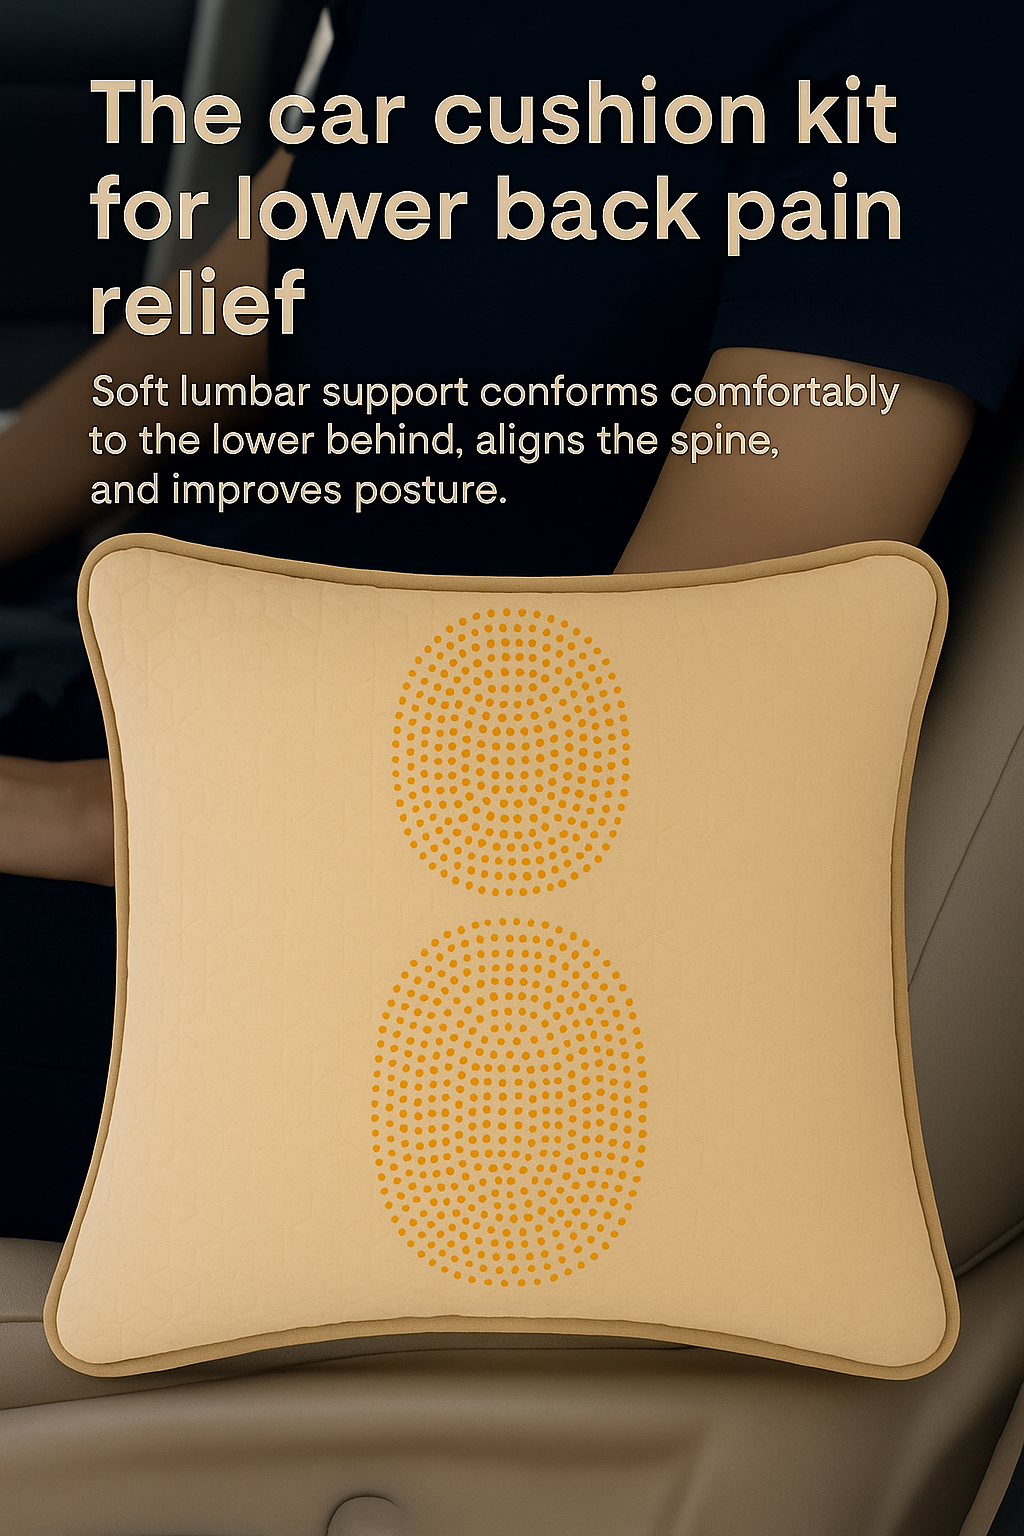 The car cushion kit
for lower back pain
relief
Soft lumbar support conforms comfortably
to the lower behind, aligns the spine,
and improves posture.